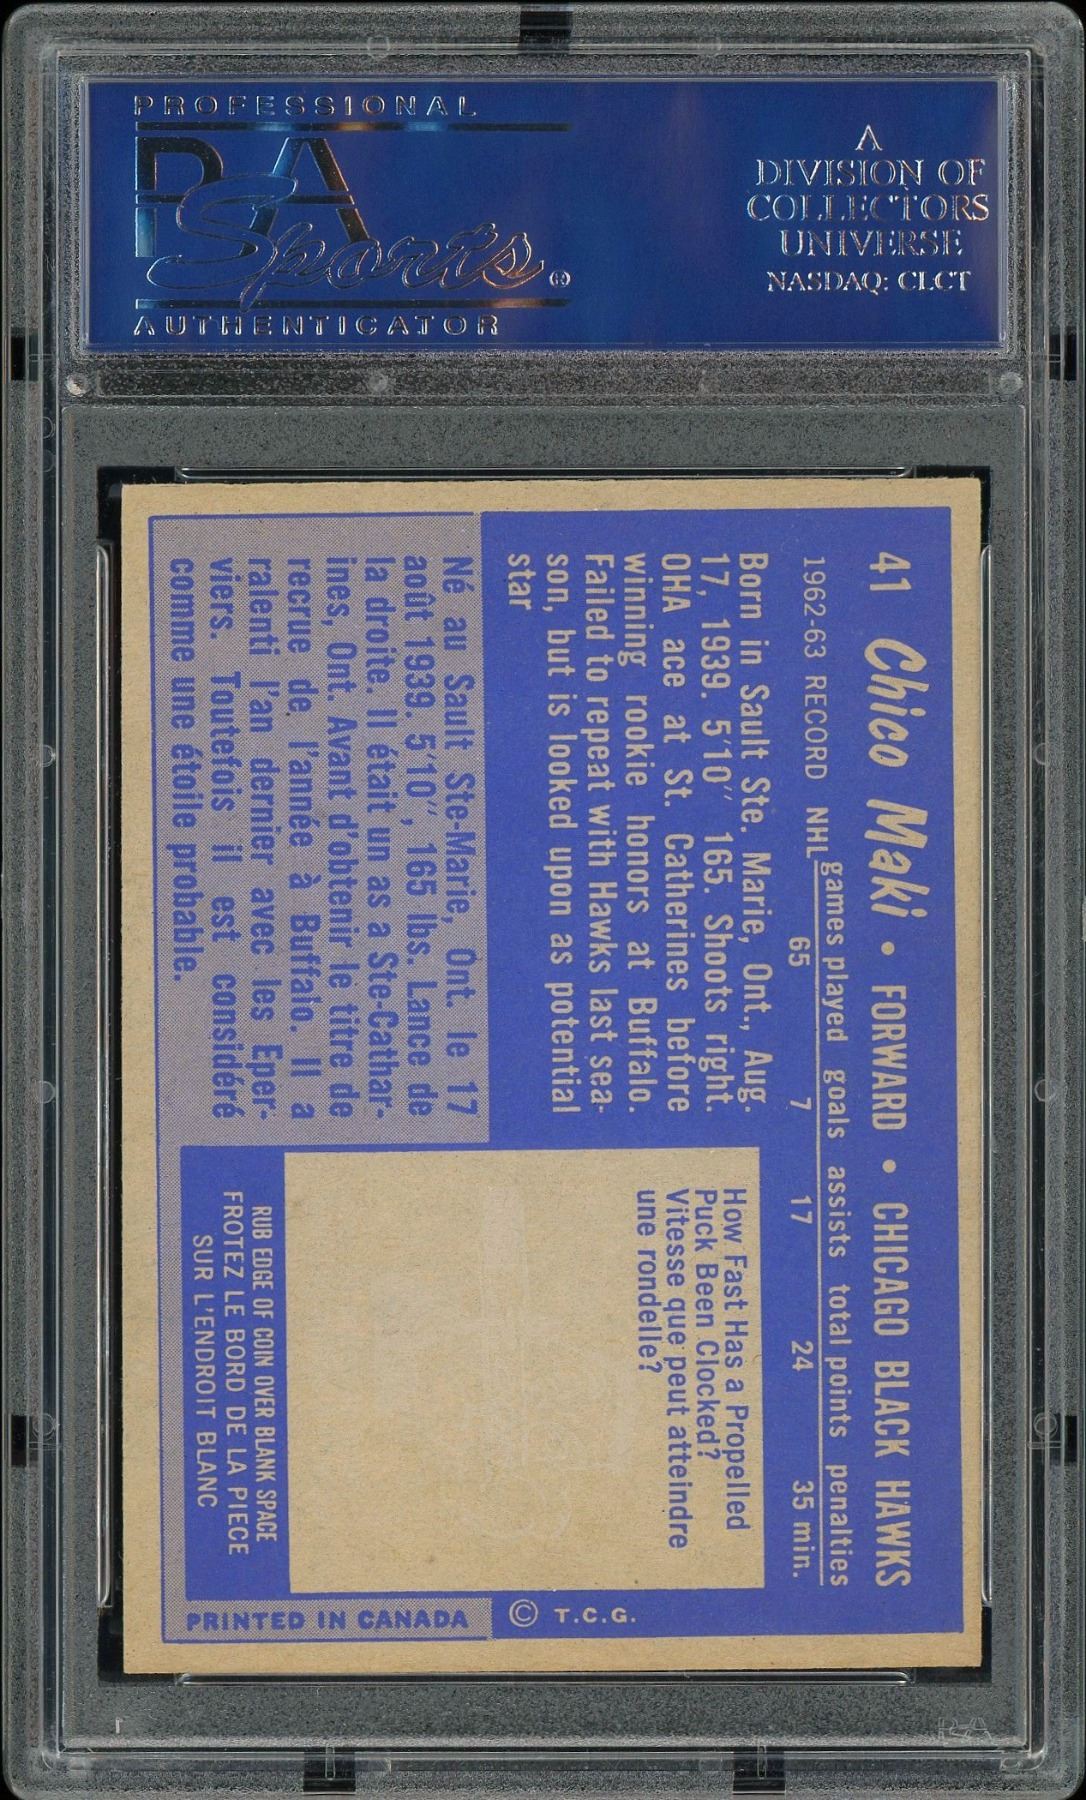 PROFESSIONAL
PSA
Sports®
AUTHENTICATOR
A
DIVISION OF
COLLECTORS
UNIVERSE
NASDAQ: CLCT
41 Chico Maki • FORWARD • CHICAGO BLACK HAWKS
games played goals assists total points penalties
1962-63 RECORD NHL 65 7 17 24 35 min.
Born in Sault Ste. Marie, Ont., Aug.
17, 1939. 5'10" 165. Shoots right.
OHA ace at St. Catherines before
winning rookie honors at Buffalo.
Failed to repeat with Hawks last sea-
son, but is looked upon as potential
star
Né au Sault Ste-Marie, Ont. le 17
août 1939. 5'10", 165 lbs. Lance de
la droite. Il était un as a Ste-Cathar-
ines, Ont. Avant d'obtenir le titre de
recrue de l'année à Buffalo. Il a
ralenti l'an dernier avec les Eper-
viers. Toutefois il est considéré
comme une étoile probable.
How Fast Has a Propelled
Puck Been Clocked?
Vitesse que peut atteindre
une rondelle?
RUB EDGE OF COIN OVER BLANK SPACE
FROTEZ LE BORD DE LA PIECE
SUR L'ENDROIT BLANC
© T.C.G.
PRINTED IN CANADA
PSA